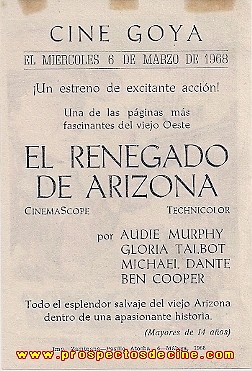 CINE GOYA
EL MIERCOLES 6 DE MARZO DE 1968
¡Un estreno de excitante acción!
Una de las páginas más
fascinantes del viejo Oeste
EL RENEGADO
DE ARIZONA
CINEMASCOPE TECHNICOLOR
por AUDIE MURPHY
GLORIA TALBOT
MICHAEL DANTE
BEN COOPER
Todo el esplendor salvaje del viejo Arizona
dentro de una apasionante historia.
(Mayores de 14 años)
1968
www.prospectosdecine.com